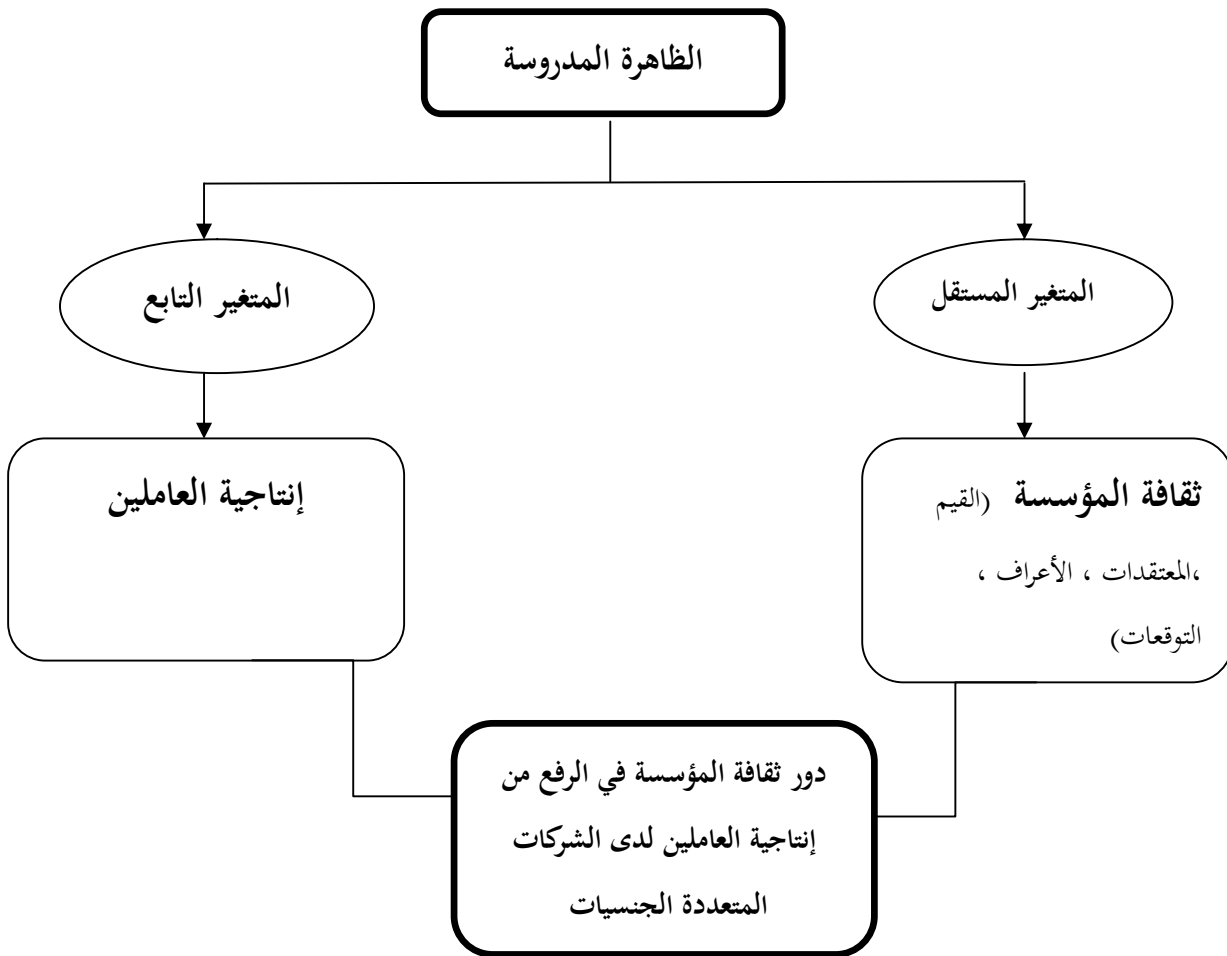 الظاهرة المدروسة
المتغير المستقل
المتغير التابع
ثقافة المؤسسة (القيم
،المعتقدات ، الأعراف ،
التوقعات)
إنتاجية العاملين
دور ثقافة المؤسسة في الرفع من
إنتاجية العاملين لدى الشركات
المتعددة الجنسيات